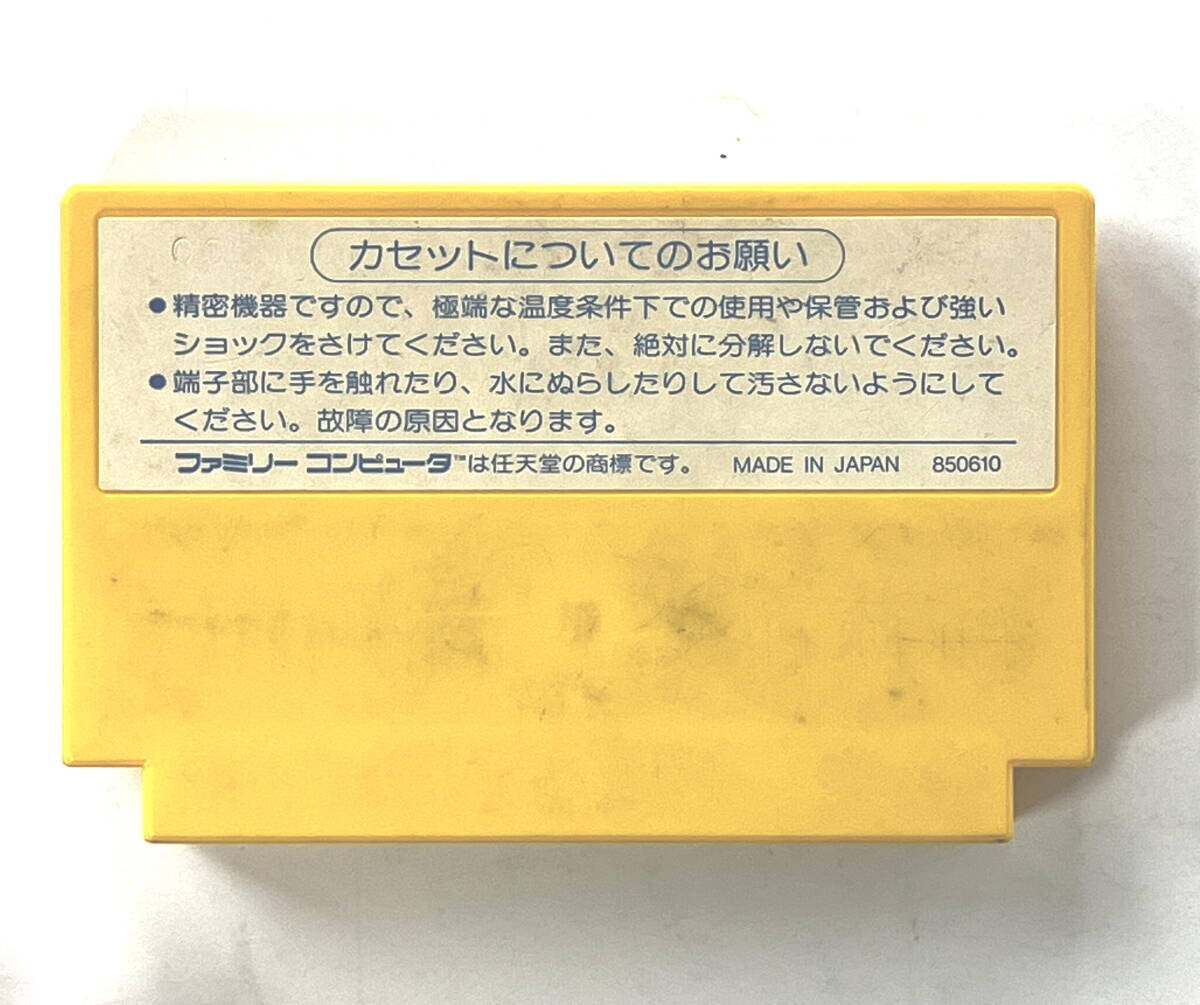 カセットについてのお願い
●精密機器ですので、極端な温度条件下での使用や保管および強い
ショックをさけてください。また、絶対に分解しないでください。
●端子部に手を触れたり、水にぬらしたりして汚さないようにして
ください。故障の原因となります。
ファミリーコンピュータ™は任天堂の商標です。 MADE IN JAPAN 850610